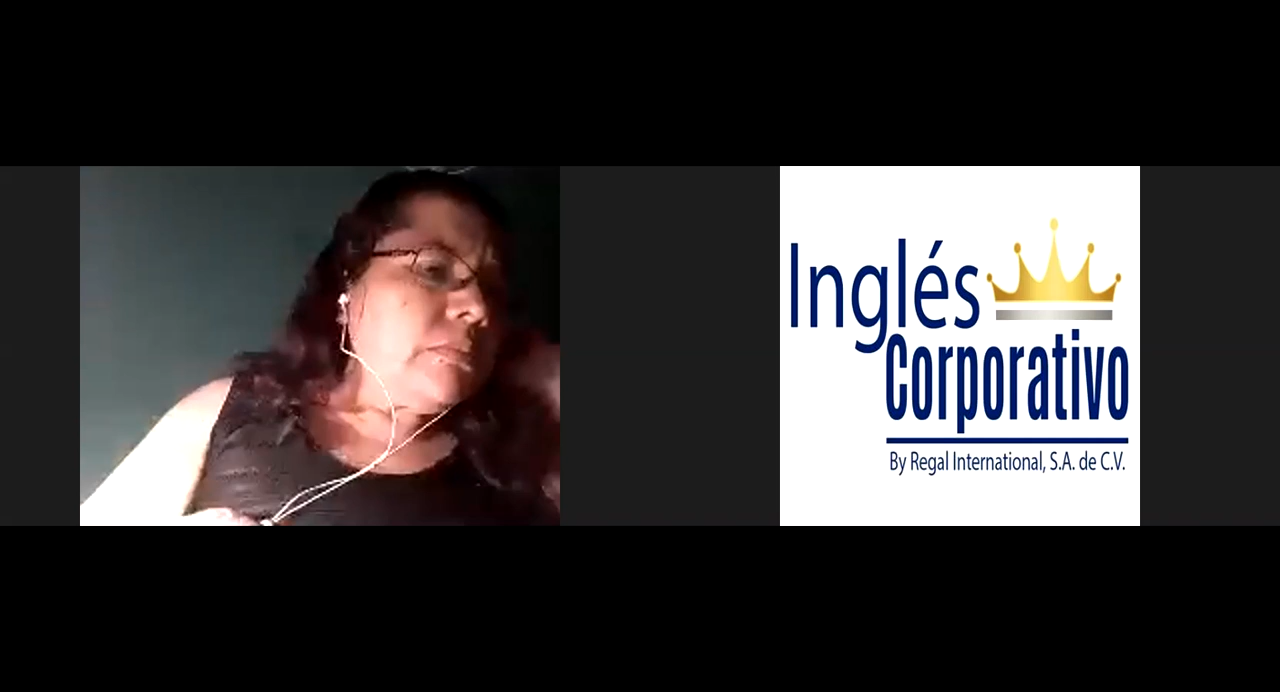 Inglés
Corporativo
By Regal International, S.A. de C.V.